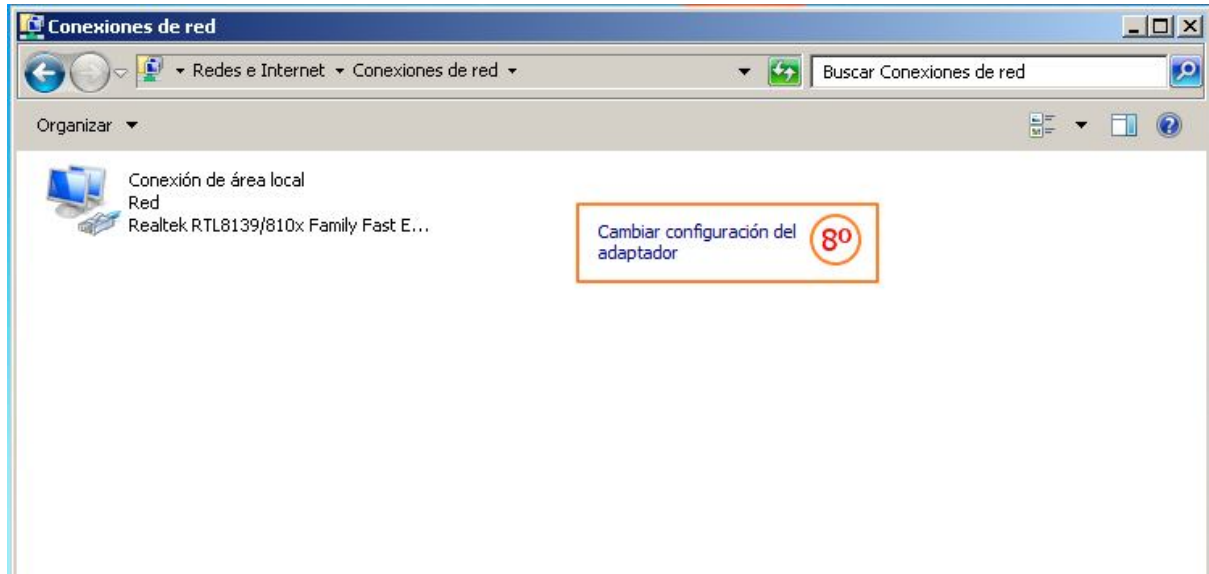 Conexiones de red
Redes e Internet Conexiones de red Buscar Conexiones de red
Organizar
Conexión de área local
Red
Realtek RTL8139/810x Family Fast E...
Cambiar configuración del
adaptador
8º